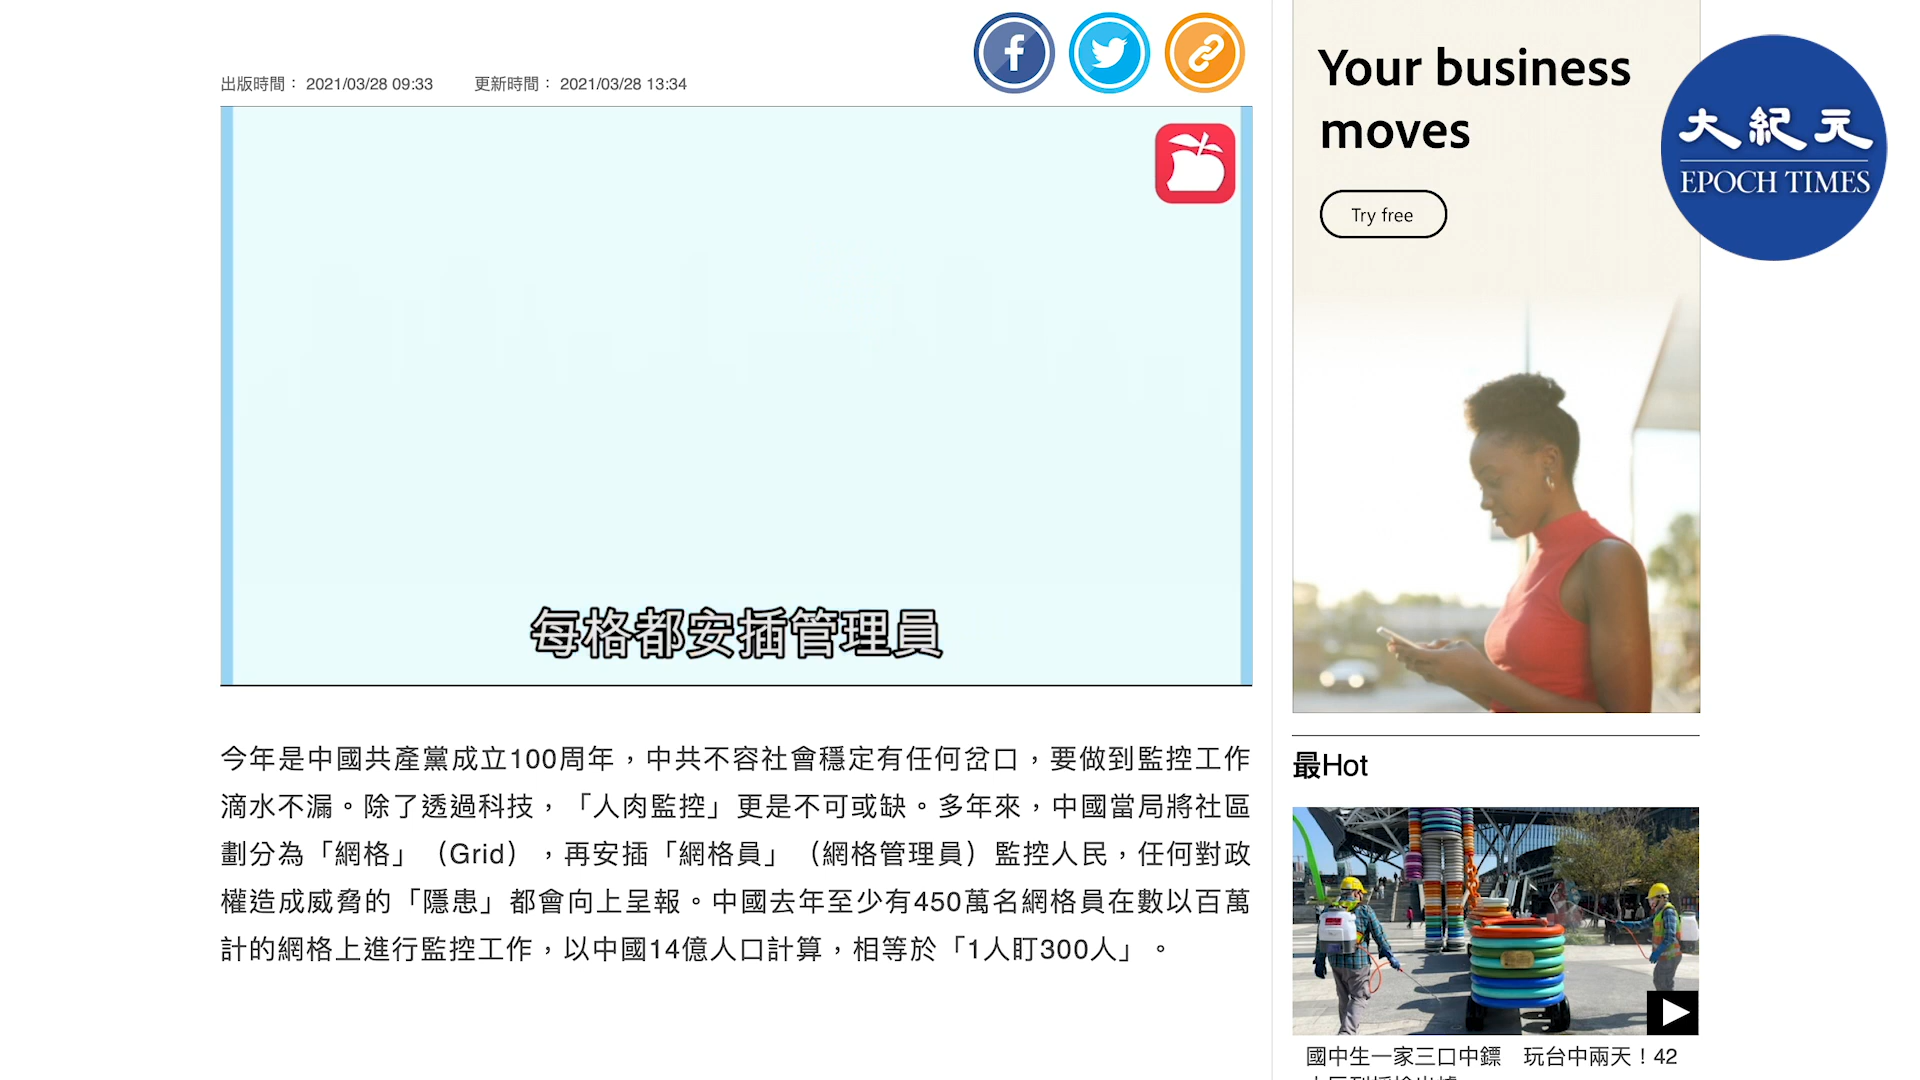 出版時間： 2021/03/28 09:33
更新時間： 2021/03/28 13:34
每格都安插管理員
今年是中國共產黨成立100周年，中共不容社會穩定有任何岔口，要做到監控工作
滴水不漏。除了透過科技，「人肉監控」更是不可或缺。多年來，中國當局將社區
劃分為「網格」（Grid），再安插「網格員」（網格管理員）監控人民，任何對政
權造成威脅的「隱患」都會向上呈報。中國去年至少有450萬名網格員在數以百萬
計的網格上進行監控工作，以中國14億人口計算，相等於「1人盯300人」。
Your business
moves
Try free
大紀元
EPOCH TIMES
最Hot
國中生一家三口中鏢　玩台中兩天！42